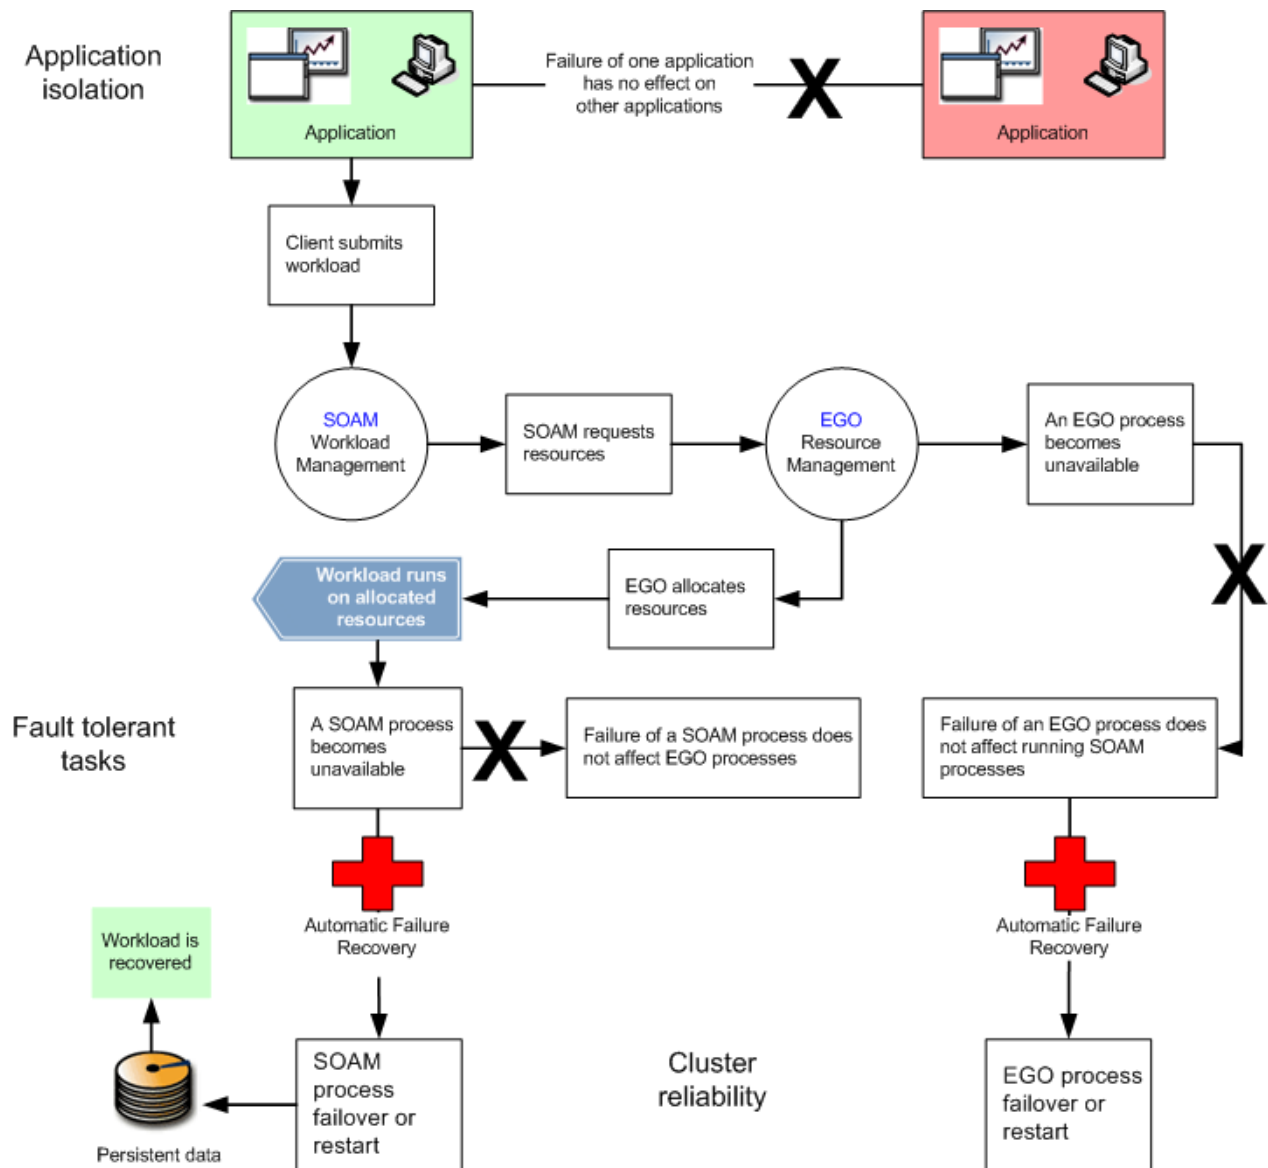 Application
isolation
Application
Failure of one application
has no effect on
other applications
X
Application
Client submits
workload
SOAM
Workload
Management
SOAM requests
resources
EGO
Resource
Management
An EGO process
becomes
unavailable
X
Workload runs
on allocated
resources
EGO allocates
resources
Fault tolerant
tasks
A SOAM process
becomes
unavailable
X
Failure of a SOAM process does
not affect EGO processes
Failure of an EGO process does
not affect running SOAM
processes
Automatic Failure
Recovery
Automatic Failure
Recovery
Workload is
recovered
Persistent data
SOAM
process
failover or
restart
Cluster
reliability
EGO process
failover or
restart